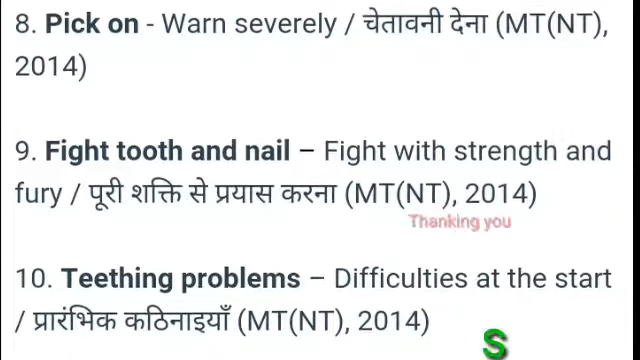 8. Pick on - Warn severely / चेतावनी देना (MT(NT),
2014)
9. Fight tooth and nail – Fight with strength and
fury / पूरी शक्ति से प्रयास करना (MT(NT), 2014)
Thanking you
10. Teething problems – Difficulties at the start
/ प्रारंभिक कठिनाइयाँ (MT(NT), 2014)
S